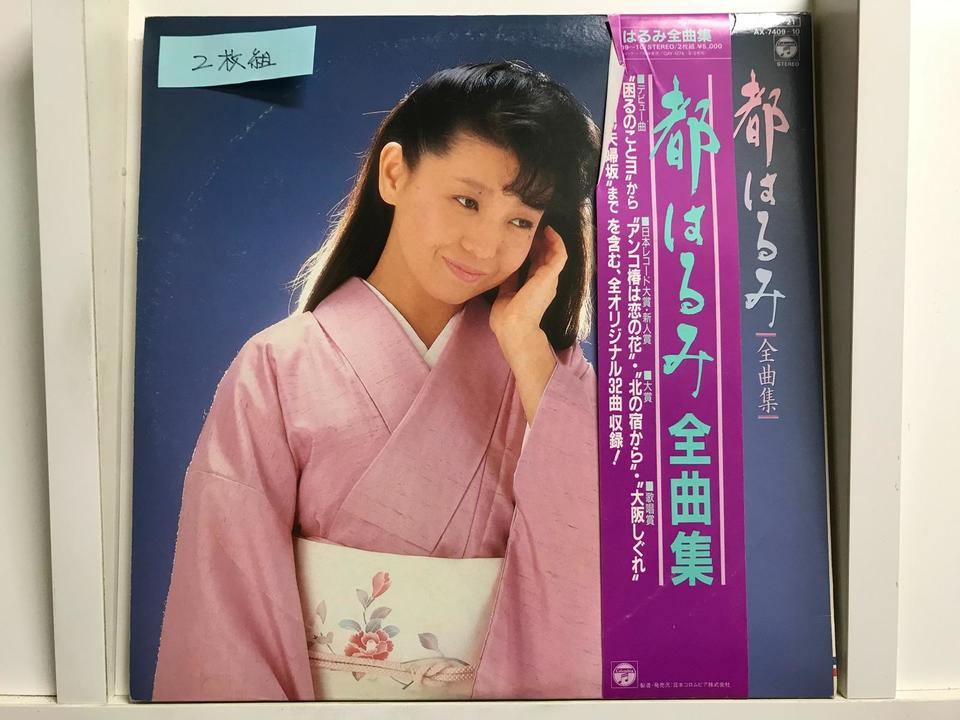 2枚組
はるみ全曲集
STEREO/2枚組 ¥5,000
■デビュー曲
“困るのことヨ”から
“夫婦坂”まで
■日本レコード大賞・新人賞 ■大賞 ■歌唱賞
“アンコ椿は恋の花”・“北の宿から”・“大阪しぐれ”
を含む、全オリジナル32曲収録!
都はるみ 全曲集
Columbia
製造・発売元:日本コロムビア株式会社
AX-7409~10
STEREO
都はるみ
全曲集